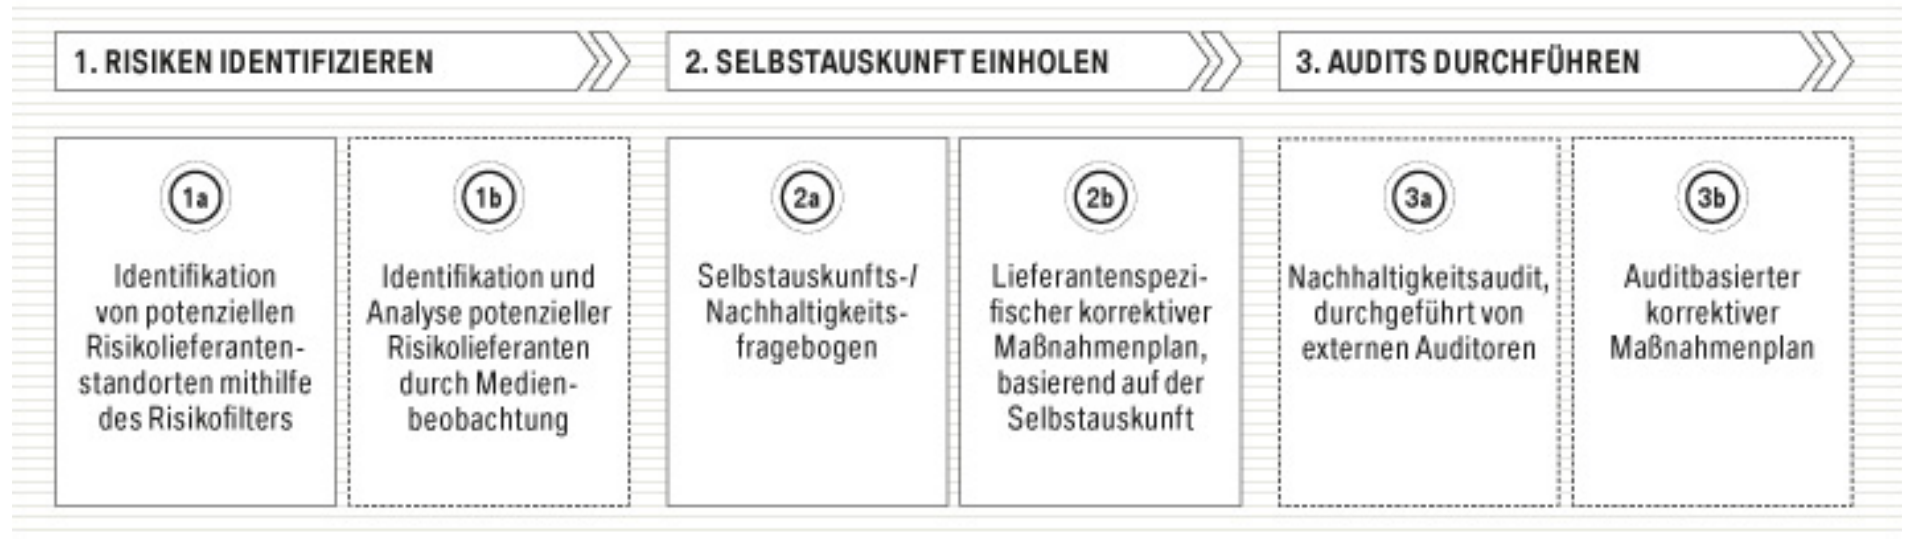 1. RISIKEN IDENTIFIZIEREN
2. SELBSTAUSKUNFT EINHOLEN
3. AUDITS DURCHFÜHREN
1a
Identifikation
von potenziellen
Risikolieferanten-
standorten mithilfe
des Risikofilters
1b
Identifikation und
Analyse potenzieller
Risikolieferanten
durch Medien-
beobachtung
2a
Selbstauskunfts-/
Nachhaltigkeits-
fragebogen
2b
Lieferantenspezi-
fischer korrektiver
Maßnahmenplan,
basierend auf der
Selbstauskunft
3a
Nachhaltigkeitsaudit,
durchgeführt von
externen Auditoren
3b
Auditbasierter
korrektiver
Maßnahmenplan